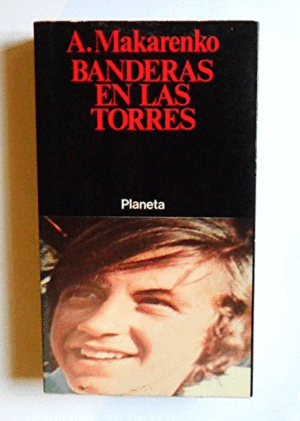 A. Makarenko
BANDERAS
EN LAS
TORRES
Planeta